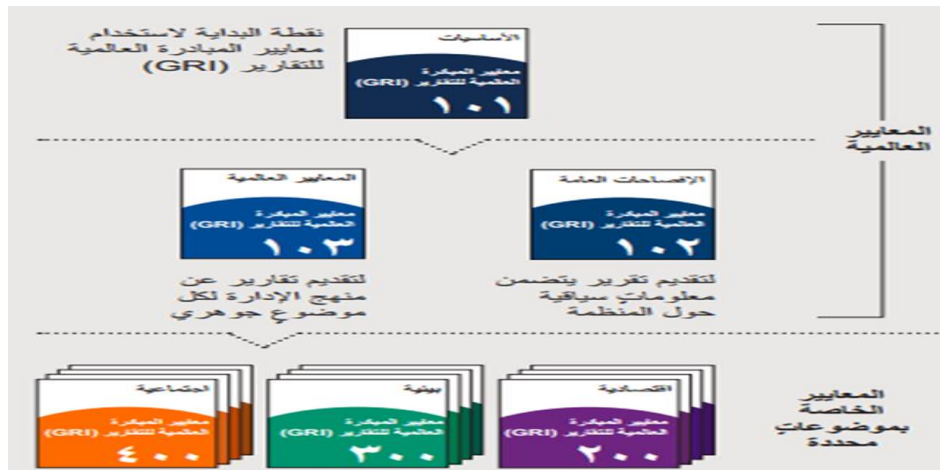 الأساسيات
معايير المبادرة
العالمية للتقارير (GRI)
١٠١
نقطة البداية لاستخدام
معايير المبادرة العالمية
للتقارير (GRI)
المعايير
العالمية
الإفصاحات العامة
معايير المبادرة
العالمية للتقارير (GRI)
١٠٢
لتقديم تقرير يتضمن
معلوماتٍ سياقية
حول المنظمة
المعايير العالمية
معايير المبادرة
العالمية للتقارير (GRI)
١٠٣
لتقديم تقارير عن
منهج الإدارة لكل
موضوعٍ جوهري
المعايير
الخاصة
بموضوعاتٍ
محددة
اقتصادية
معايير المبادرة
العالمية للتقارير (GRI)
٢٠٠
بيئية
معايير المبادرة
العالمية للتقارير (GRI)
٣٠٠
اجتماعية
معايير المبادرة
العالمية للتقارير (GRI)
٤٠٠